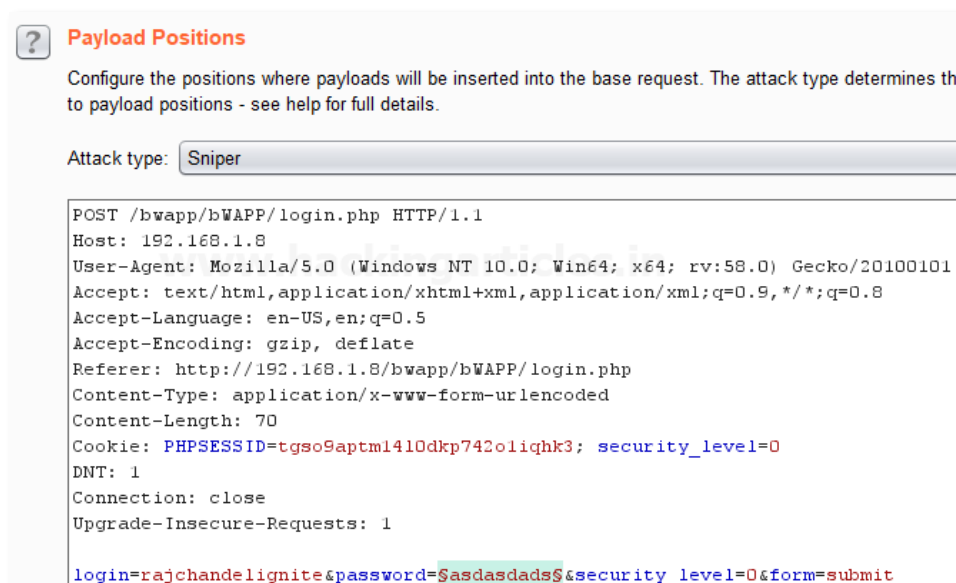 ?
Payload Positions
Configure the positions where payloads will be inserted into the base request. The attack type determines th
to payload positions - see help for full details.
Attack type: Sniper
POST /bwapp/bWAPP/login.php HTTP/1.1
Host: 192.168.1.8
www.hackingarticles.in
User-Agent: Mozilla/5.0 (Windows NT 10.0; Win64; x64; rv:58.0) Gecko/20100101
Accept: text/html,application/xhtml+xml,application/xml;q=0.9,*/*;q=0.8
Accept-Language: en-US,en;q=0.5
Accept-Encoding: gzip, deflate
Referer: http://192.168.1.8/bwapp/bWAPP/login.php
Content-Type: application/x-www-form-urlencoded
Content-Length: 70
Cookie: PHPSESSID=tgso9aptm14l0dkp742o1iqhk3; security_level=0
DNT: 1
Connection: close
Upgrade-Insecure-Requests: 1
login=rajchandelignite&password=§asdasdads§&security_level=0&form=submit